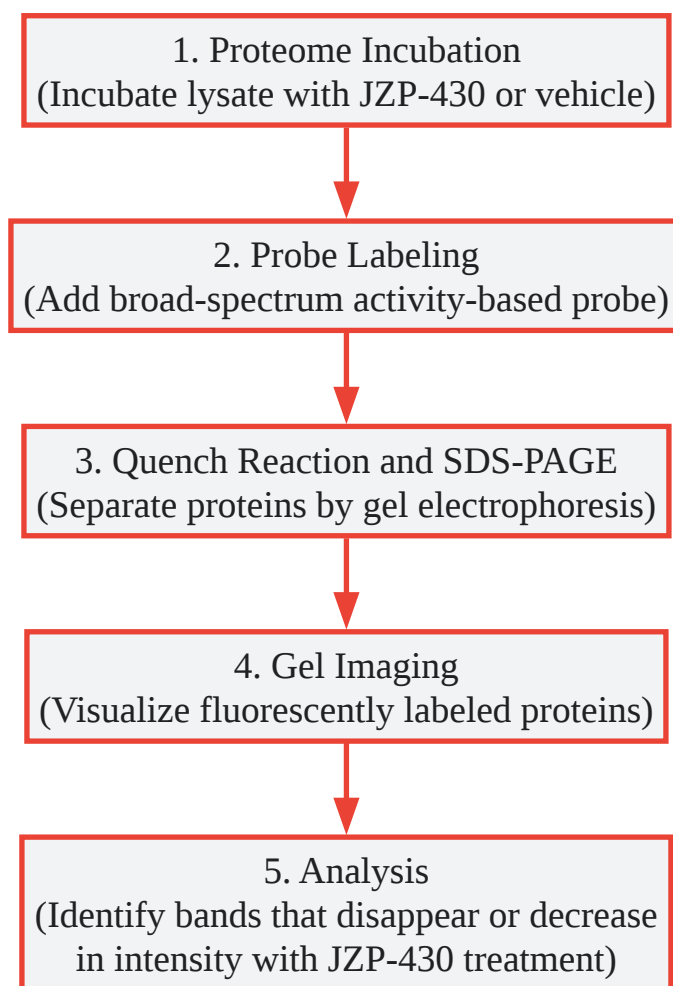 1. Proteome Incubation
(Incubate lysate with JZP-430 or vehicle)
2. Probe Labeling
(Add broad-spectrum activity-based probe)
3. Quench Reaction and SDS-PAGE
(Separate proteins by gel electrophoresis)
4. Gel Imaging
(Visualize fluorescently labeled proteins)
5. Analysis
(Identify bands that disappear or decrease
in intensity with JZP-430 treatment)